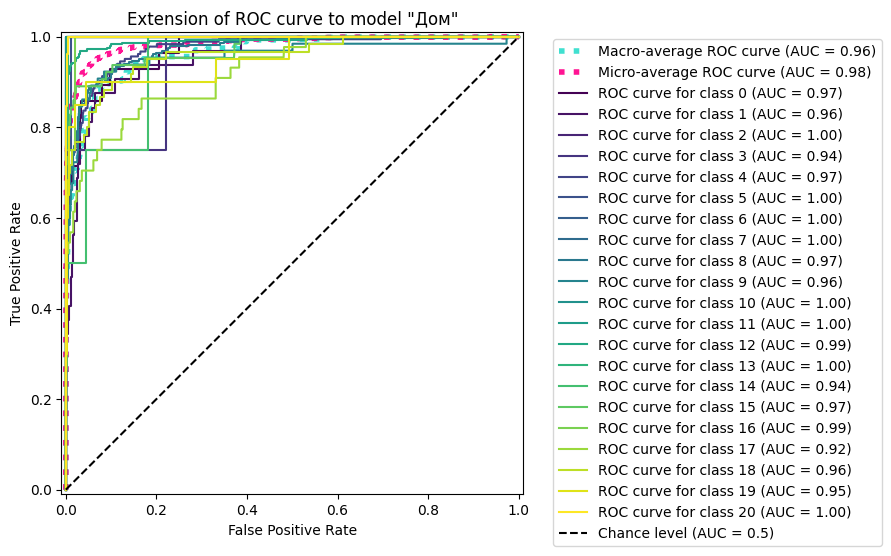 Extension of ROC curve to model "Дом"
True Positive Rate
1.0
0.8
0.6
0.4
0.2
0.0
0.0
0.2
0.4
0.6
0.8
1.0
False Positive Rate
Macro-average ROC curve (AUC = 0.96)
Micro-average ROC curve (AUC = 0.98)
ROC curve for class 0 (AUC = 0.97)
ROC curve for class 1 (AUC = 0.96)
ROC curve for class 2 (AUC = 1.00)
ROC curve for class 3 (AUC = 0.94)
ROC curve for class 4 (AUC = 0.97)
ROC curve for class 5 (AUC = 1.00)
ROC curve for class 6 (AUC = 1.00)
ROC curve for class 7 (AUC = 1.00)
ROC curve for class 8 (AUC = 0.97)
ROC curve for class 9 (AUC = 0.96)
ROC curve for class 10 (AUC = 1.00)
ROC curve for class 11 (AUC = 1.00)
ROC curve for class 12 (AUC = 0.99)
ROC curve for class 13 (AUC = 1.00)
ROC curve for class 14 (AUC = 0.94)
ROC curve for class 15 (AUC = 0.97)
ROC curve for class 16 (AUC = 0.99)
ROC curve for class 17 (AUC = 0.92)
ROC curve for class 18 (AUC = 0.96)
ROC curve for class 19 (AUC = 0.95)
ROC curve for class 20 (AUC = 1.00)
Chance level (AUC = 0.5)